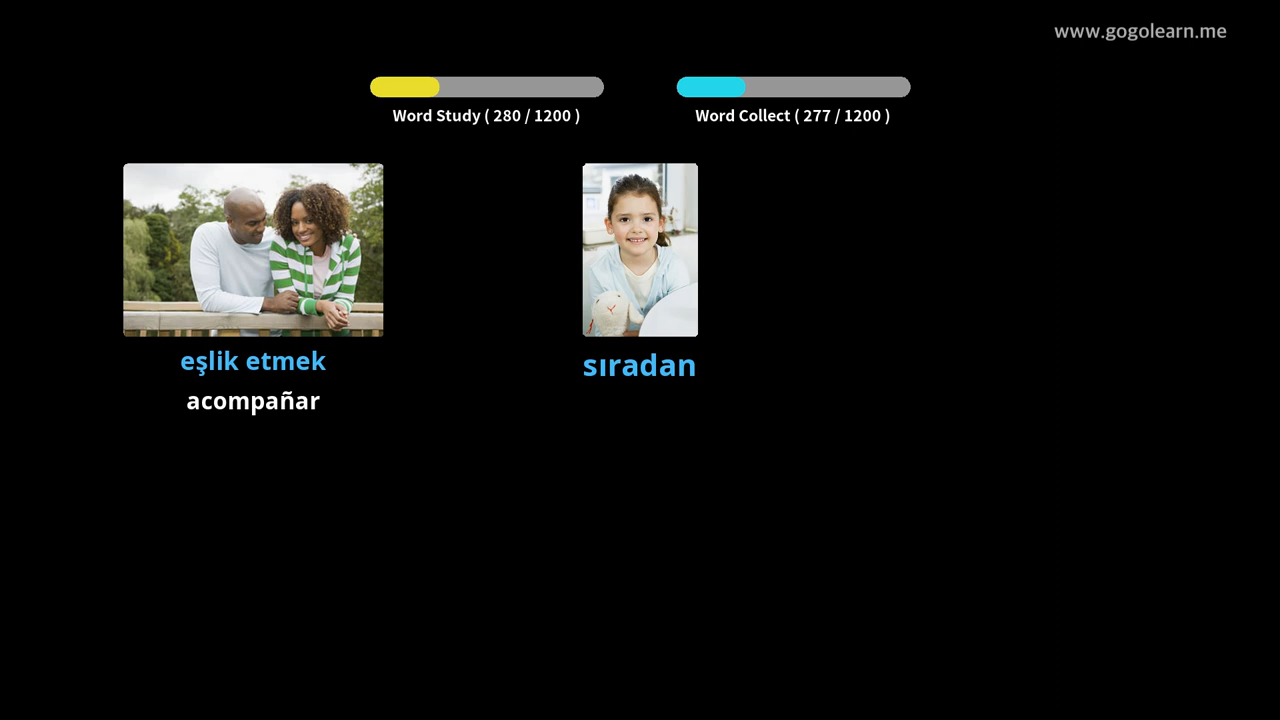 www.gogolearn.me
Word Study ( 280 / 1200 )
Word Collect ( 277 / 1200 )
eşlik etmek
acompañar
sıradan